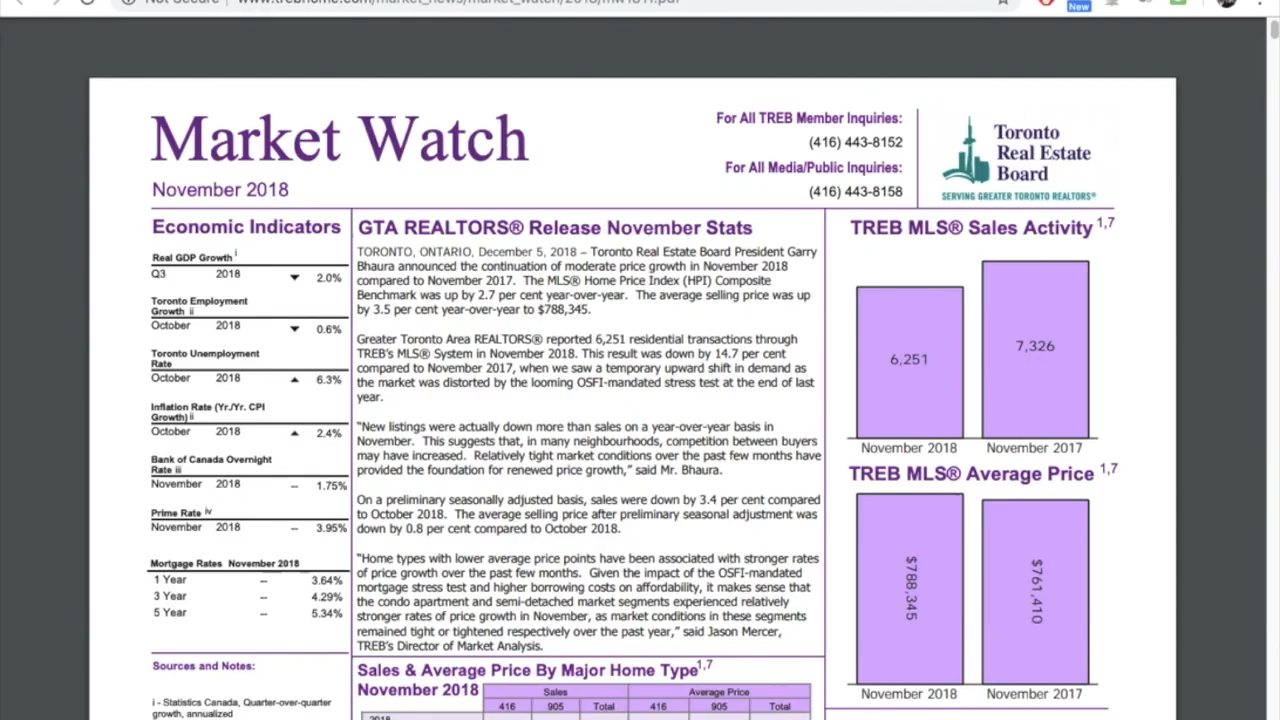 Not Secure | www.trebhome.com/market_news/market_watch/2018/mw1811.pdf
New
Market Watch
November 2018
For All TREB Member Inquiries:
(416) 443-8152
For All Media/Public Inquiries:
(416) 443-8158
Toronto
Real Estate
Board
SERVING GREATER TORONTO REALTORS®
Economic Indicators
Real GDP Growth i
Q3 2018 ▼ 2.0%
Toronto Employment
Growth ii
October 2018 ▼ 0.6%
Toronto Unemployment
Rate
October 2018 ▲ 6.3%
Inflation Rate (Yr./Yr. CPI
Growth) ii
October 2018 ▲ 2.4%
Bank of Canada Overnight
Rate iii
November 2018 -- 1.75%
Prime Rate iv
November 2018 -- 3.95%
Mortgage Rates November 2018
1 Year -- 3.64%
3 Year -- 4.29%
5 Year -- 5.34%
Sources and Notes:
i - Statistics Canada, Quarter-over-quarter
growth, annualized
GTA REALTORS® Release November Stats
TORONTO, ONTARIO, December 5, 2018 – Toronto Real Estate Board President Garry
Bhaura announced the continuation of moderate price growth in November 2018
compared to November 2017. The MLS® Home Price Index (HPI) Composite
Benchmark was up by 2.7 per cent year-over-year. The average selling price was up
by 3.5 per cent year-over-year to $788,345.
Greater Toronto Area REALTORS® reported 6,251 residential transactions through
TREB's MLS® System in November 2018. This result was down by 14.7 per cent
compared to November 2017, when we saw a temporary upward shift in demand as
the market was distorted by the looming OSFI-mandated stress test at the end of last
year.
"New listings were actually down more than sales on a year-over-year basis in
November. This suggests that, in many neighbourhoods, competition between buyers
may have increased. Relatively tight market conditions over the past few months have
provided the foundation for renewed price growth," said Mr. Bhaura.
On a preliminary seasonally adjusted basis, sales were down by 3.4 per cent compared
to October 2018. The average selling price after preliminary seasonal adjustment was
down by 0.8 per cent compared to October 2018.
"Home types with lower average price points have been associated with stronger rates
of price growth over the past few months. Given the impact of the OSFI-mandated
mortgage stress test and higher borrowing costs on affordability, it makes sense that
the condo apartment and semi-detached market segments experienced relatively
stronger rates of price growth in November, as market conditions in these segments
remained tight or tightened respectively over the past year," said Jason Mercer,
TREB's Director of Market Analysis.
Sales & Average Price By Major Home Type 1,7
November 2018
Sales Average Price
416 905 Total 416 905 Total
2018
TREB MLS® Sales Activity 1,7
6,251
7,326
November 2018 November 2017
TREB MLS® Average Price 1,7
$788,345
$761,410
November 2018 November 2017